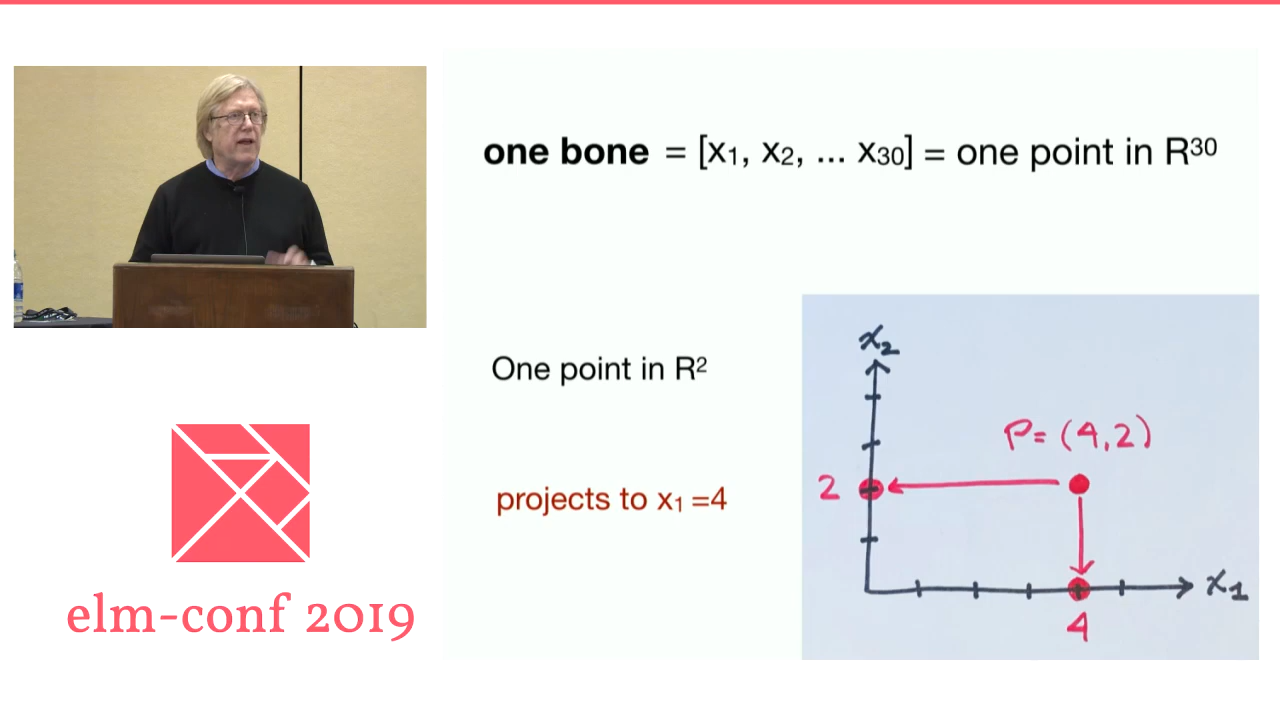 one bone = [x₁, x₂, ... x₃₀] = one point in R³⁰
One point in R²
projects to x₁ =4
x₂
P= (4,2)
2
x₁
4
elm-conf 2019